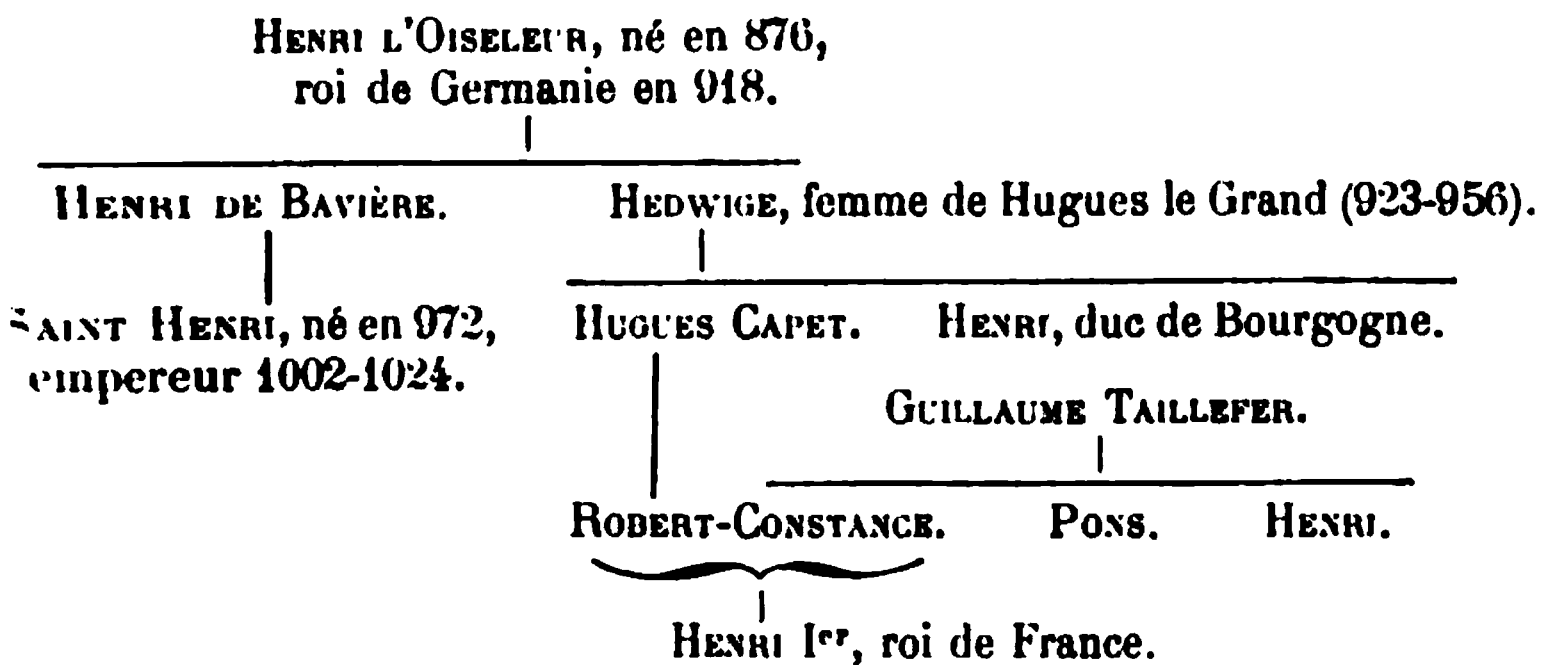 HENRI L'OISELEUR, né en 876,
roi de Germanie en 918.
HENRI DE BAVIÈRE.
HEDWIGE, femme de Hugues le Grand (923-956).
SAINT HENRI, né en 972,
empereur 1002-1024.
HUGUES CAPET.
HENRI, duc de Bourgogne.
GUILLAUME TAILLEFER.
ROBERT-CONSTANCE.
PONS.
HENRI.
HENRI Ier, roi de France.